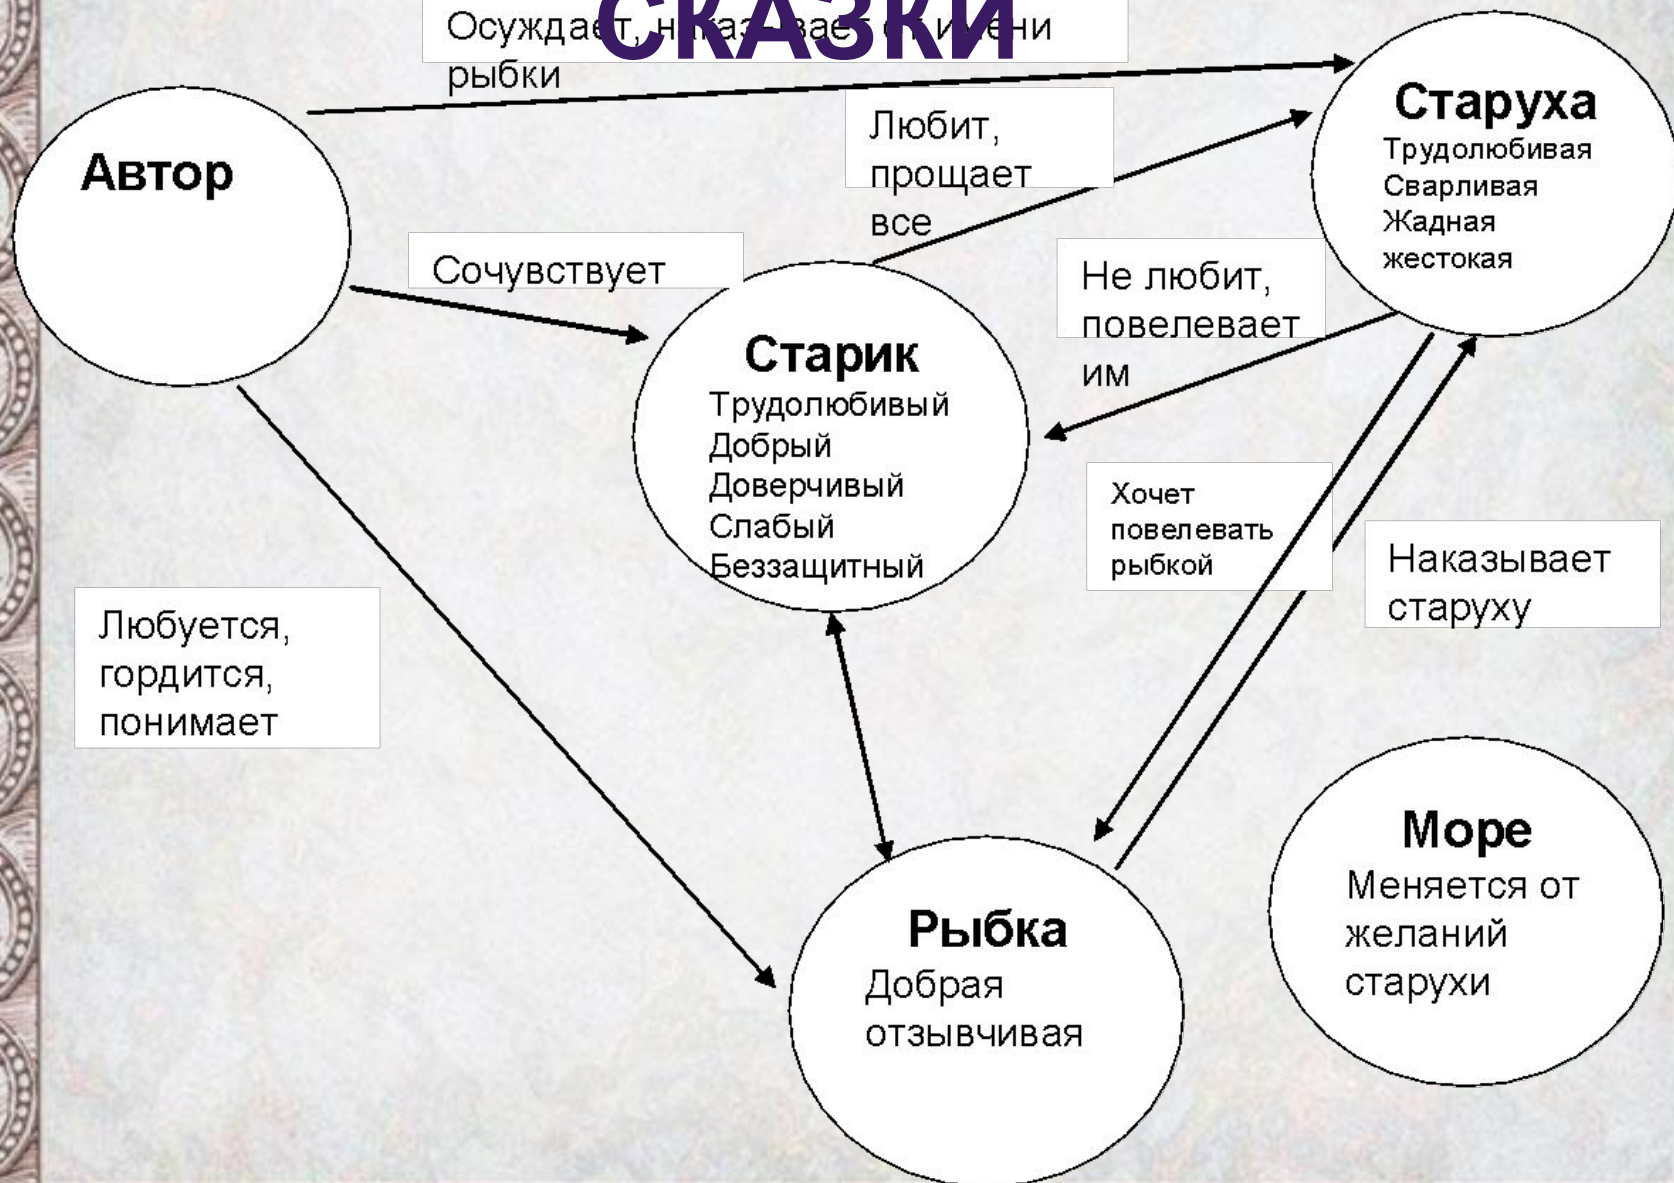 СКАЗКИ
Осуждает, наказывает от имени
рыбки
Автор
Любит,
прощает
все
Старуха
Трудолюбивая
Сварливая
Жадная
жестокая
Сочувствует
Не любит,
повелевает
им
Старик
Трудолюбивый
Добрый
Доверчивый
Слабый
Беззащитный
Хочет
повелевать
рыбкой
Наказывает
старуху
Любуется,
гордится,
понимает
Море
Меняется от
желаний
старухи
Рыбка
Добрая
отзывчивая